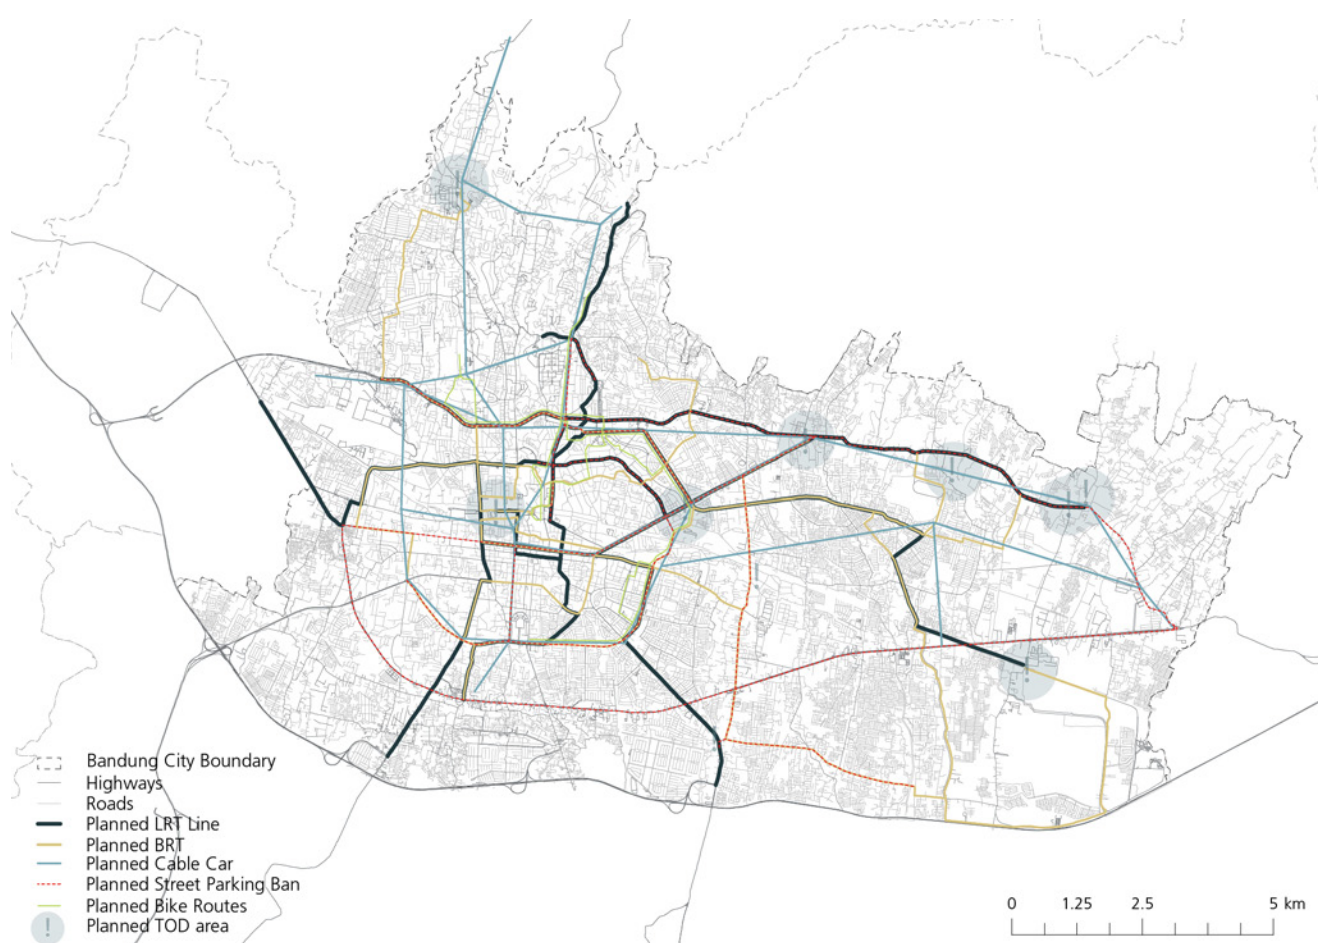 Bandung City Boundary
Highways
Roads
Planned LRT Line
Planned BRT
Planned Cable Car
Planned Street Parking Ban
Planned Bike Routes
! Planned TOD area
0 1.25 2.5 5 km